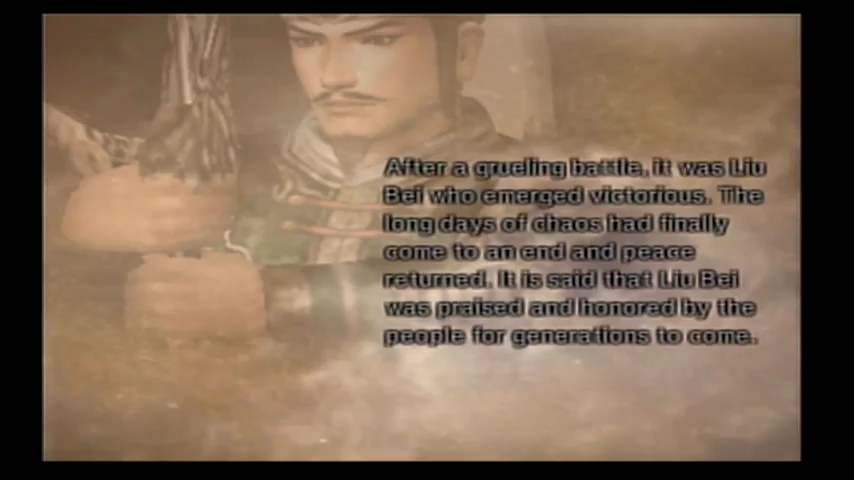 After a grueling battle, it was Liu
Bei who emerged victorious. The
long days of chaos had finally
come to an end and peace
returned. It is said that Liu Bei
was praised and honored by the
people for generations to come.